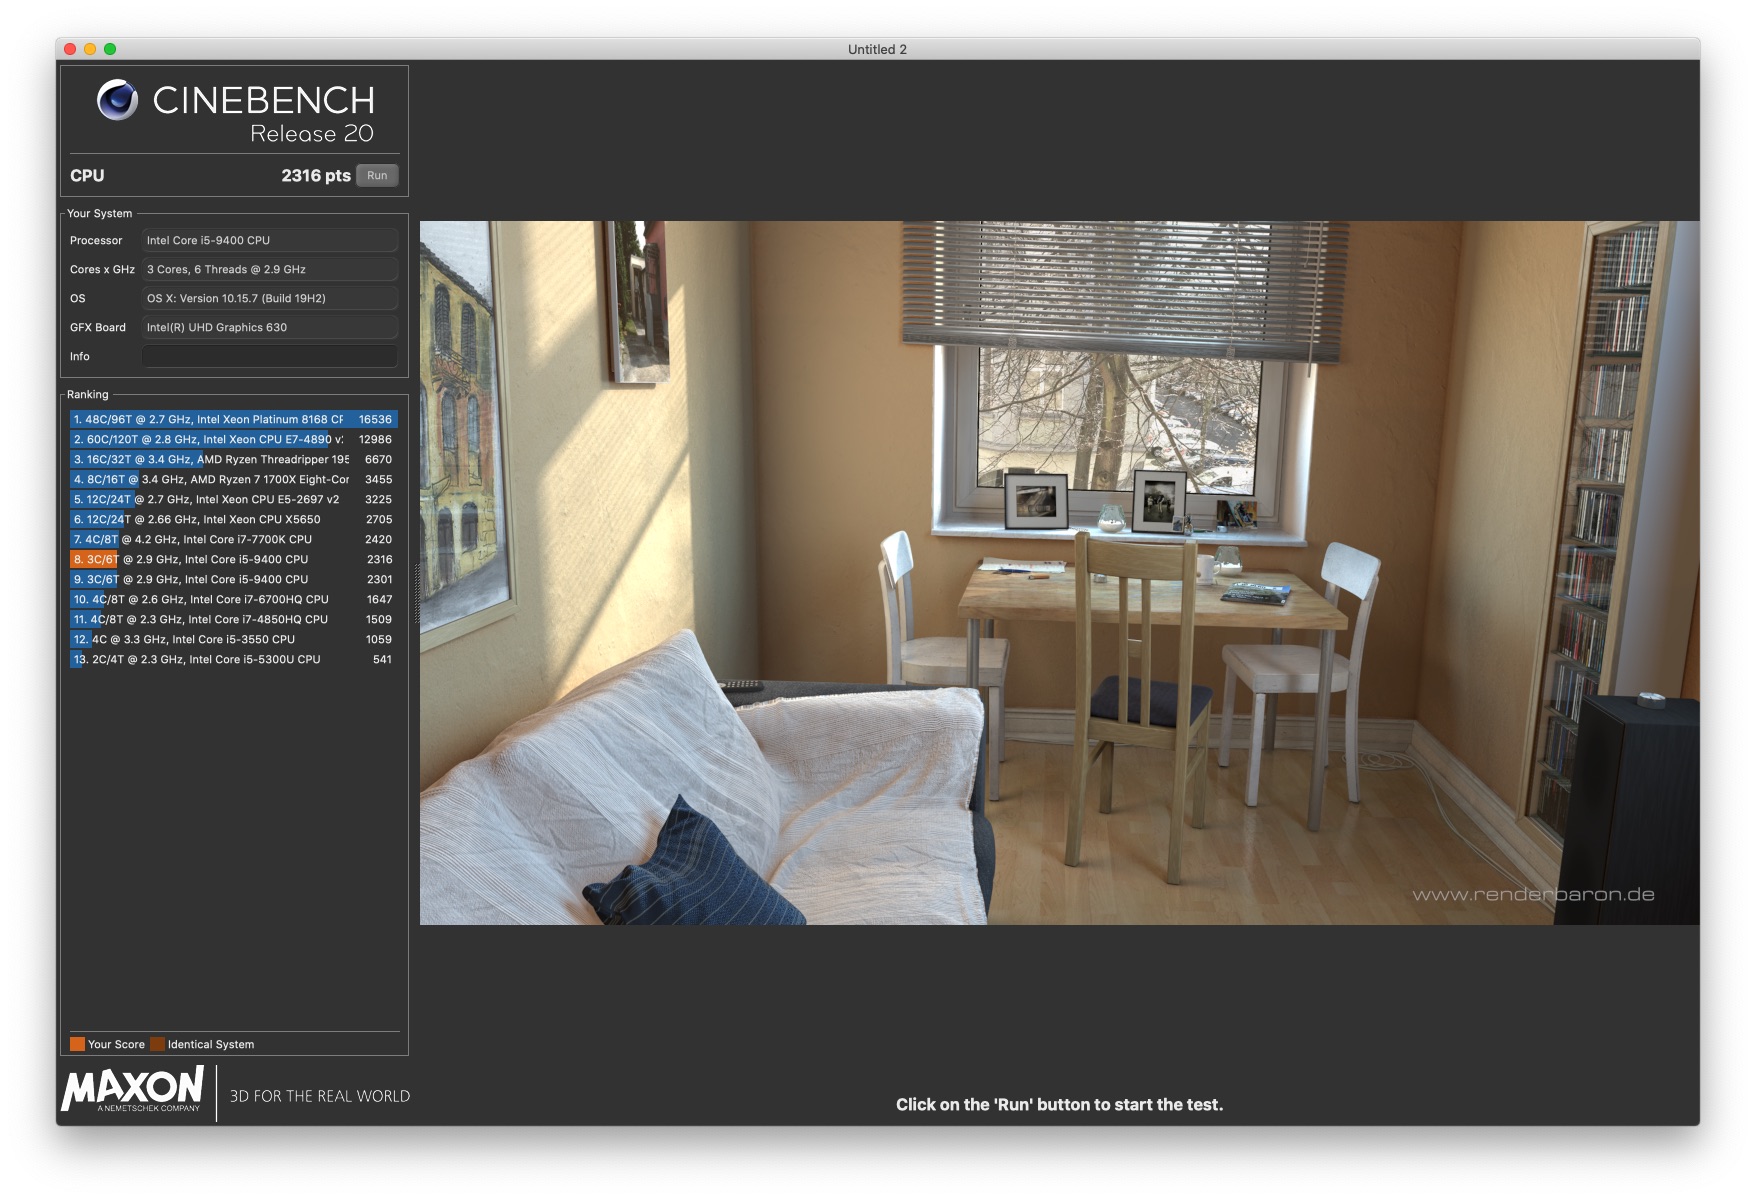 Untitled 2
CINEBENCH
Release 20
CPU 2316 pts Run
Your System
Processor Intel Core i5-9400 CPU
Cores x GHz 3 Cores, 6 Threads @ 2.9 GHz
OS OS X: Version 10.15.7 (Build 19H2)
GFX Board Intel(R) UHD Graphics 630
Info
Ranking
1. 48C/96T @ 2.7 GHz, Intel Xeon Platinum 8168 CF 16536
2. 60C/120T @ 2.8 GHz, Intel Xeon CPU E7-4890 v2 12986
3. 16C/32T @ 3.4 GHz, AMD Ryzen Threadripper 195 6670
4. 8C/16T @ 3.4 GHz, AMD Ryzen 7 1700X Eight-Cor 3455
5. 12C/24T @ 2.7 GHz, Intel Xeon CPU E5-2697 v2 3225
6. 12C/24T @ 2.66 GHz, Intel Xeon CPU X5650 2705
7. 4C/8T @ 4.2 GHz, Intel Core i7-7700K CPU 2420
8. 3C/6T @ 2.9 GHz, Intel Core i5-9400 CPU 2316
9. 3C/6T @ 2.9 GHz, Intel Core i5-9400 CPU 2301
10. 4C/8T @ 2.6 GHz, Intel Core i7-6700HQ CPU 1647
11. 4C/8T @ 2.3 GHz, Intel Core i7-4850HQ CPU 1509
12. 4C @ 3.3 GHz, Intel Core i5-3550 CPU 1059
13. 2C/4T @ 2.3 GHz, Intel Core i5-5300U CPU 541
www.renderbaron.de
Your Score Identical System
MAXON
A NEMETSCHEK COMPANY
3D FOR THE REAL WORLD
Click on the 'Run' button to start the test.